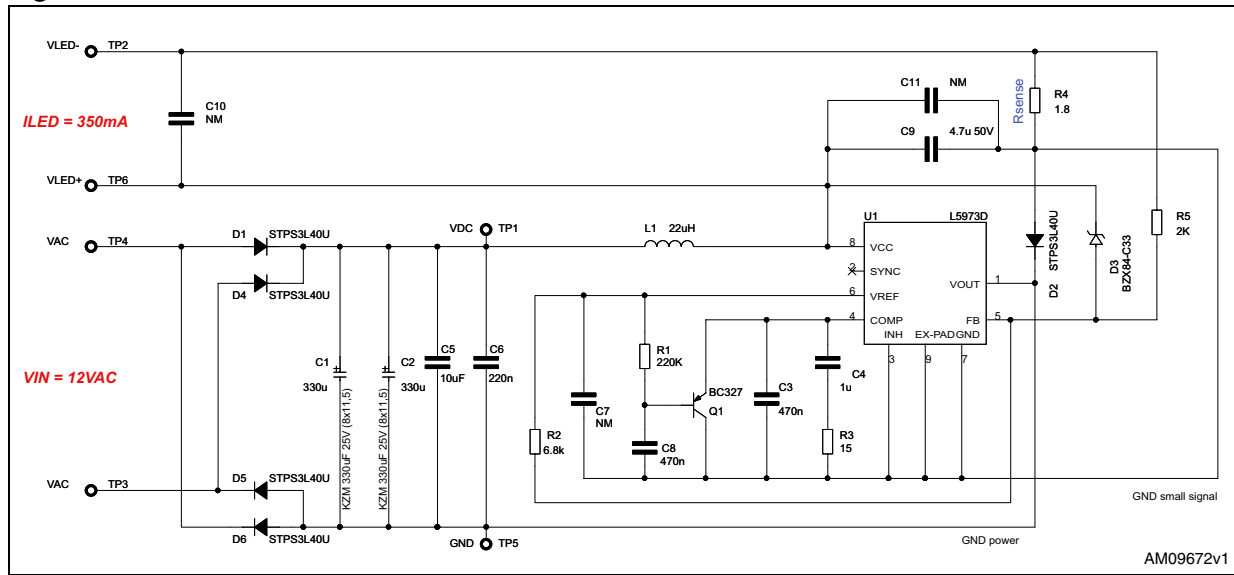 VLED- TP2
C10
NM
ILED = 350mA
VLED+ TP6
C11 NM
C9 4.7u 50V
Rsense
R4
1.8
VAC TP4
D1 STPS3L40U
D4 STPS3L40U
VDC TP1
L1 22uH
U1 L5973D
8 VCC
2 SYNC
6 VREF
4 COMP
VOUT 1
FB 5
INH EX-PAD GND
3 9 7
D2 STPS3L40U
D3
BZX84-C33
R5
2K
VIN = 12VAC
C1
330u
KZM 330uF 25V (8x11,5)
C2
330u
KZM 330uF 25V (8x11,5)
C5
10uF
C6
220n
R1
220K
BC327
Q1
C3
470n
C4
1u
C7
NM
R2
6.8k
C8
470n
R3
15
VAC TP3
D5 STPS3L40U
D6 STPS3L40U
GND TP5
GND small signal
GND power
AM09672v1